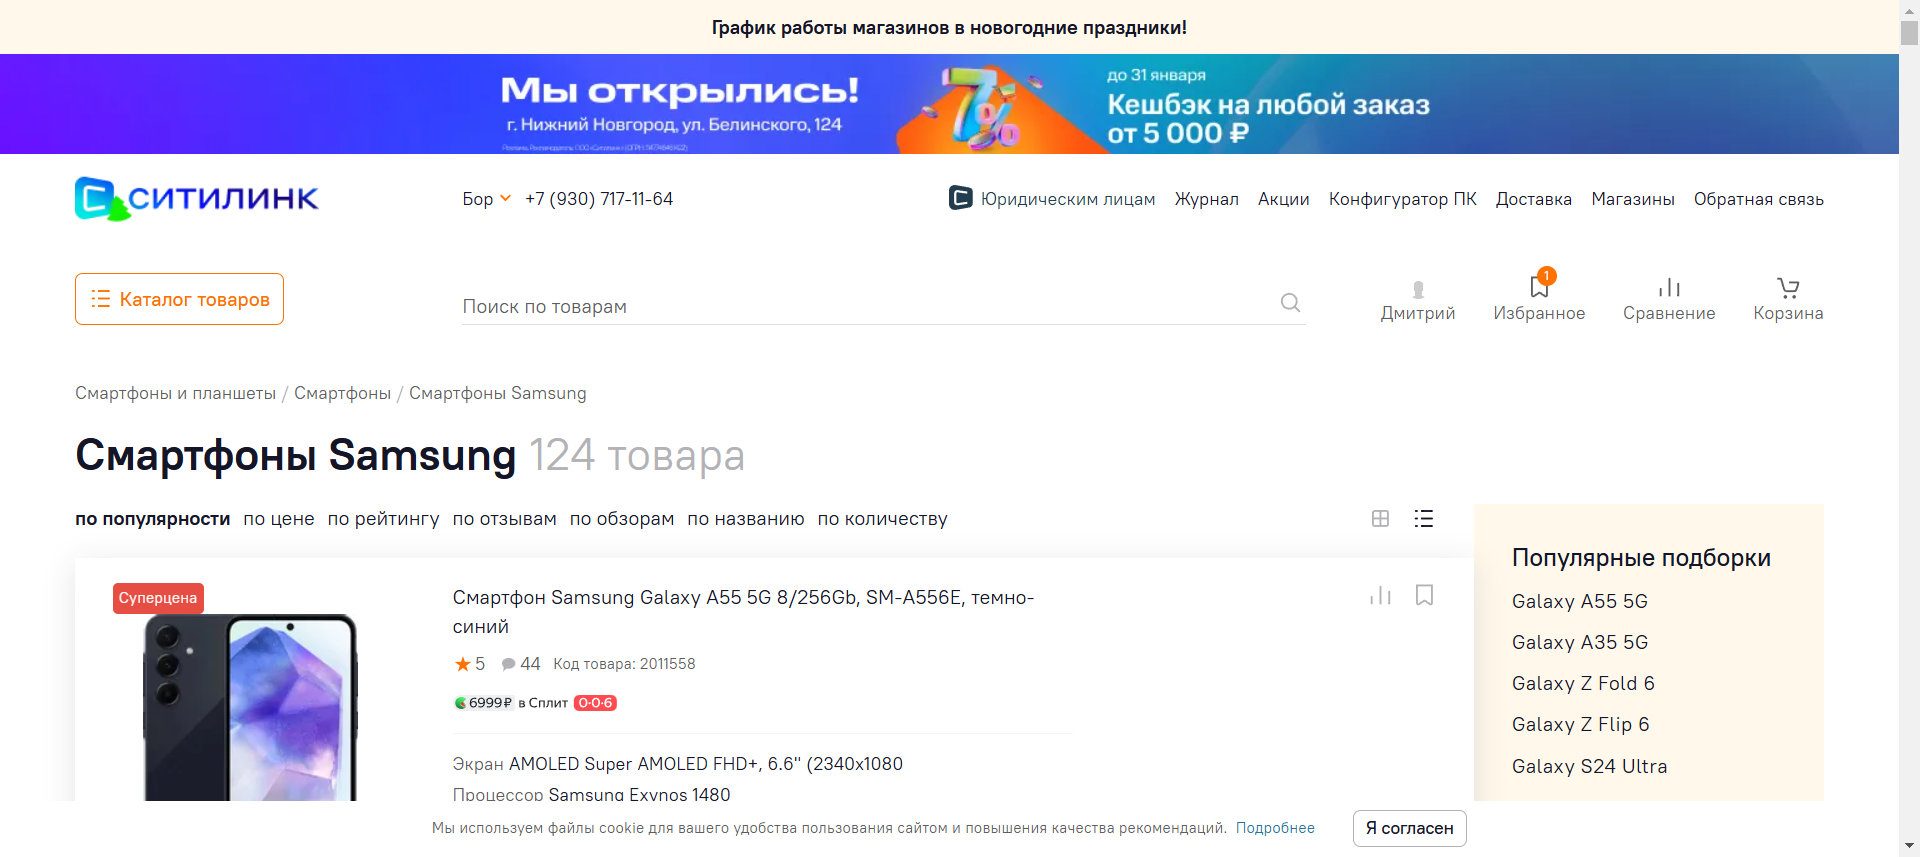 График работы магазинов в новогодние праздники!
Мы открылись!
г. Нижний Новгород, ул. Белинского, 124
7%
до 31 января
Кешбэк на любой заказ
от 5 000 ₽
СИТИЛИНК
Бор +7 (930) 717-11-64
Юридическим лицам Журнал Акции Конфигуратор ПК Доставка Магазины Обратная связь
Каталог товаров
Поиск по товарам
1
Дмитрий Избранное Сравнение Корзина
Смартфоны и планшеты / Смартфоны / Смартфоны Samsung
Смартфоны Samsung 124 товара
по популярности по цене по рейтингу по отзывам по обзорам по названию по количеству
Суперцена
Смартфон Samsung Galaxy A55 5G 8/256Gb, SM-A556E, темно-
синий
5 44 Код товара: 2011558
6999 ₽ в Сплит 0·0·6
Экран AMOLED Super AMOLED FHD+, 6.6" (2340x1080
Процессор Samsung Exynos 1480
Популярные подборки
Galaxy A55 5G
Galaxy A35 5G
Galaxy Z Fold 6
Galaxy Z Flip 6
Galaxy S24 Ultra
Мы используем файлы cookie для вашего удобства пользования сайтом и повышения качества рекомендаций. Подробнее
Я согласен